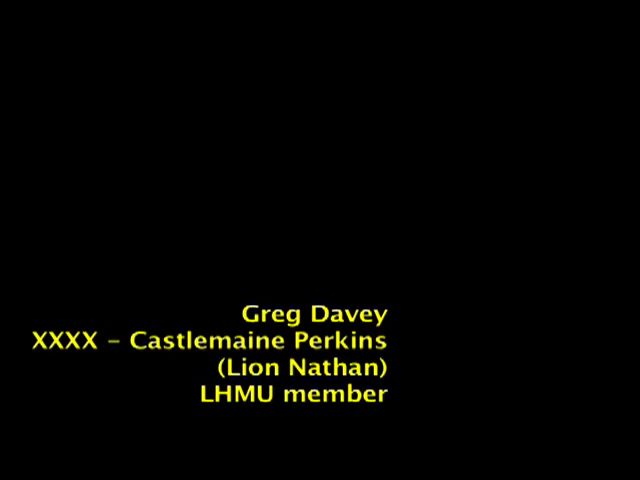 Greg Davey
XXXX – Castlemaine Perkins
(Lion Nathan)
LHMU member